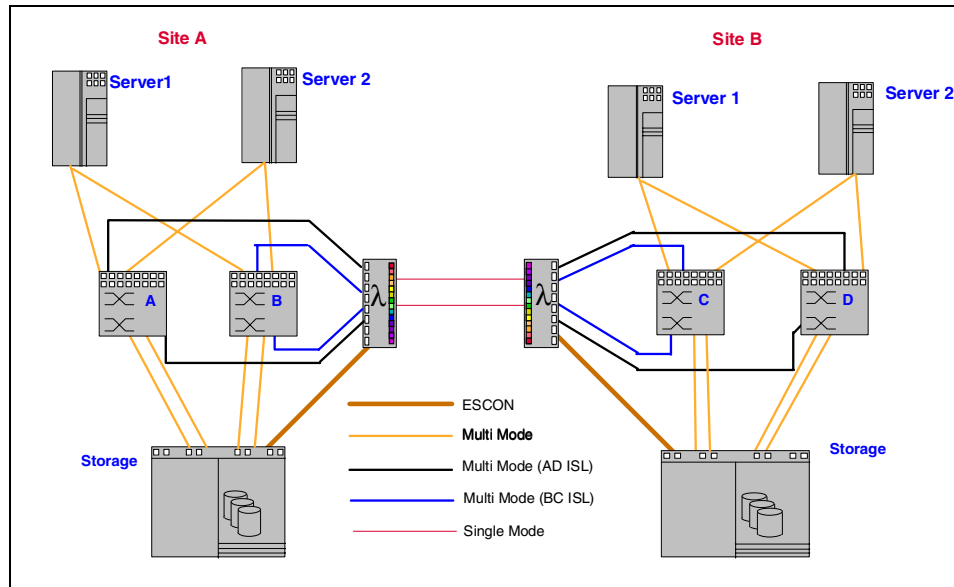 Site A
Site B
Server1
Server 2
Server 1
Server 2
A
B
λ
λ
C
D
ESCON
Multi Mode
Storage
Storage
Multi Mode (AD ISL)
Multi Mode (BC ISL)
Single Mode